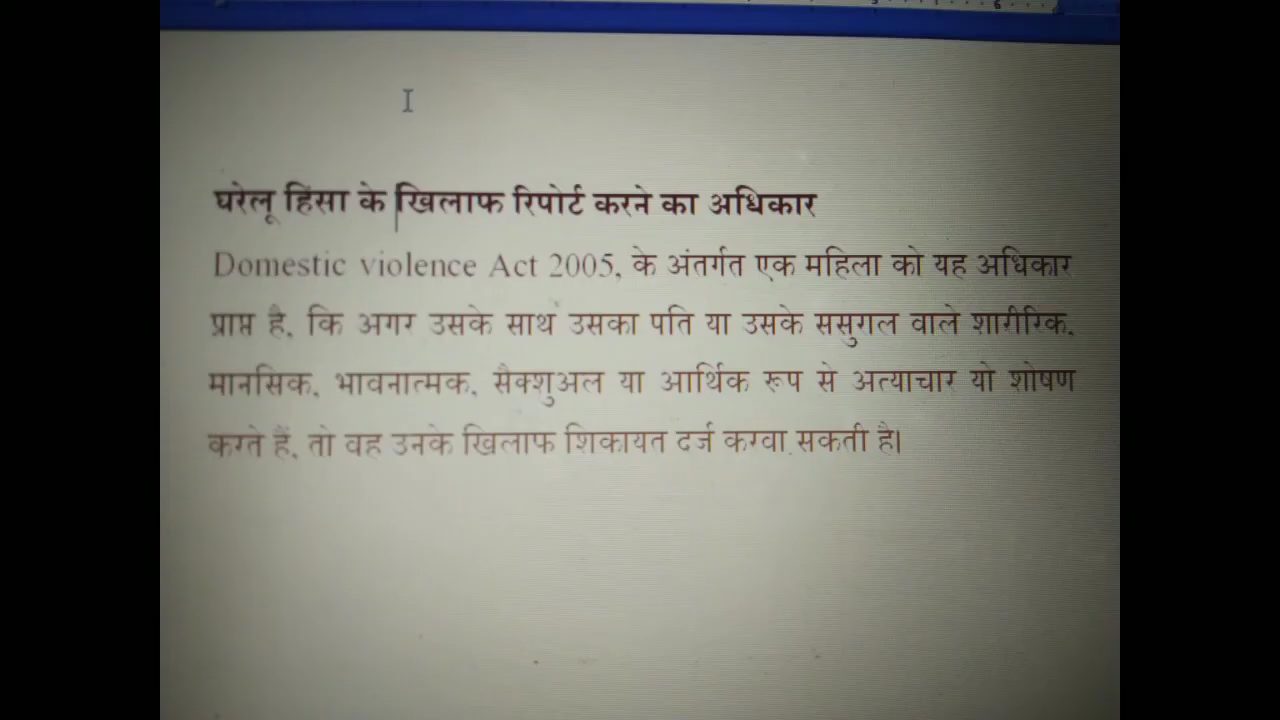 घरेलू हिंसा के खिलाफ रिपोर्ट करने का अधिकार
Domestic violence Act 2005, के अंतर्गत एक महिला को यह अधिकार
प्राप्त है, कि अगर उसके साथ उसका पति या उसके ससुराल वाले शारीरिक,
मानसिक, भावनात्मक, सैक्शुअल या आर्थिक रूप से अत्याचार यो शोषण
करते हैं, तो वह उनके खिलाफ शिकायत दर्ज करवा सकती है।